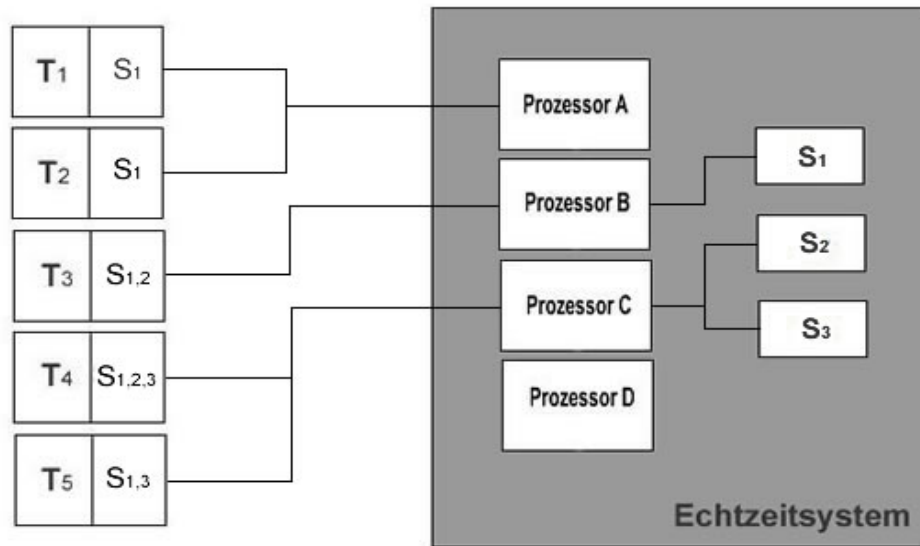 T1 S1
T2 S1
T3 S1,2
T4 S1,2,3
T5 S1,3
Prozessor A
Prozessor B
Prozessor C
Prozessor D
S1
S2
S3
Echtzeitsystem